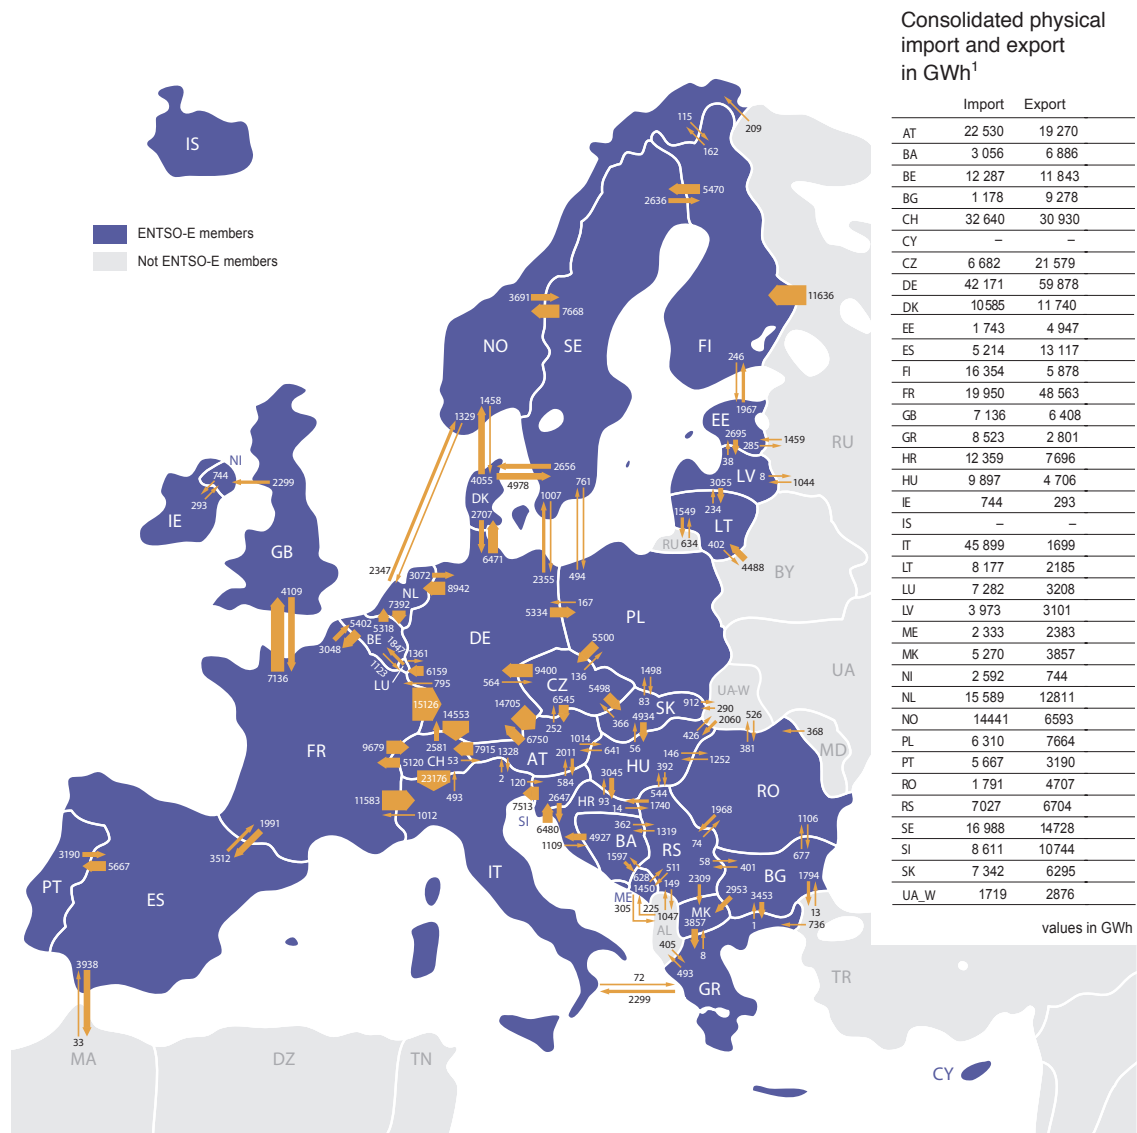 Consolidated physical
import and export
in GWh¹
Import Export
AT 22 530 19 270
BA 3 056 6 886
BE 12 287 11 843
BG 1 178 9 278
CH 32 640 30 930
CY – –
CZ 6 682 21 579
DE 42 171 59 878
DK 10585 11 740
EE 1 743 4 947
ES 5 214 13 117
FI 16 354 5 878
FR 19 950 48 563
GB 7 136 6 408
GR 8 523 2 801
HR 12 359 7696
HU 9 897 4 706
IE 744 293
IS – –
IT 45 899 1699
LT 8 177 2185
LU 7 282 3208
LV 3 973 3101
ME 2 333 2383
MK 5 270 3857
NI 2 592 744
NL 15 589 12811
NO 14441 6593
PL 6 310 7664
PT 5 667 3190
RO 1 791 4707
RS 7027 6704
SE 16 988 14728
SI 8 611 10744
SK 7 342 6295
UA_W 1719 2876
values in GWh
ENTSO-E members
Not ENTSO-E members
IS
115
209
162
5470
2636
11636
3691
7668
NO
SE
FI
246
1967
EE
RU
1458
1329
2695
1459
285
38
NI
744
2299
293
IE
GB
2656
4055
4978
DK
2707
6471
1007
761
2355
494
3055
LV
8
1044
234
1549
LT
RU
634
402
4488
BY
2347
3072
NL
8942
4109
7136
7392
5402
5318
BE
3048
1847
1361
1123
6159
LU
795
DE
167
5334
PL
5500
136
9400
564
CZ
UA
15126
14553
14705
6545
252
5498
366
1498
83
SK
912
UA-W
290
2060
526
426
381
368
MD
4934
56
FR
9679
5120
2581
CH
53
7915
6750
1328
2
AT
2011
1014
641
584
HU
146
1252
392
23176
493
11583
1012
120
7513
SI
2647
6480
3045
HR
93
14
544
1740
RO
1991
3512
4927
1109
362
1319
BA
RS
1968
74
1106
677
3190
5667
PT
ES
IT
1597
628
511
58
401
BG
1450
149
2309
2953
3453
1794
ME
305
225
1047
MK
3857
1
13
736
AL
405
8
493
GR
TR
72
2299
3938
33
MA
DZ
TN
CY